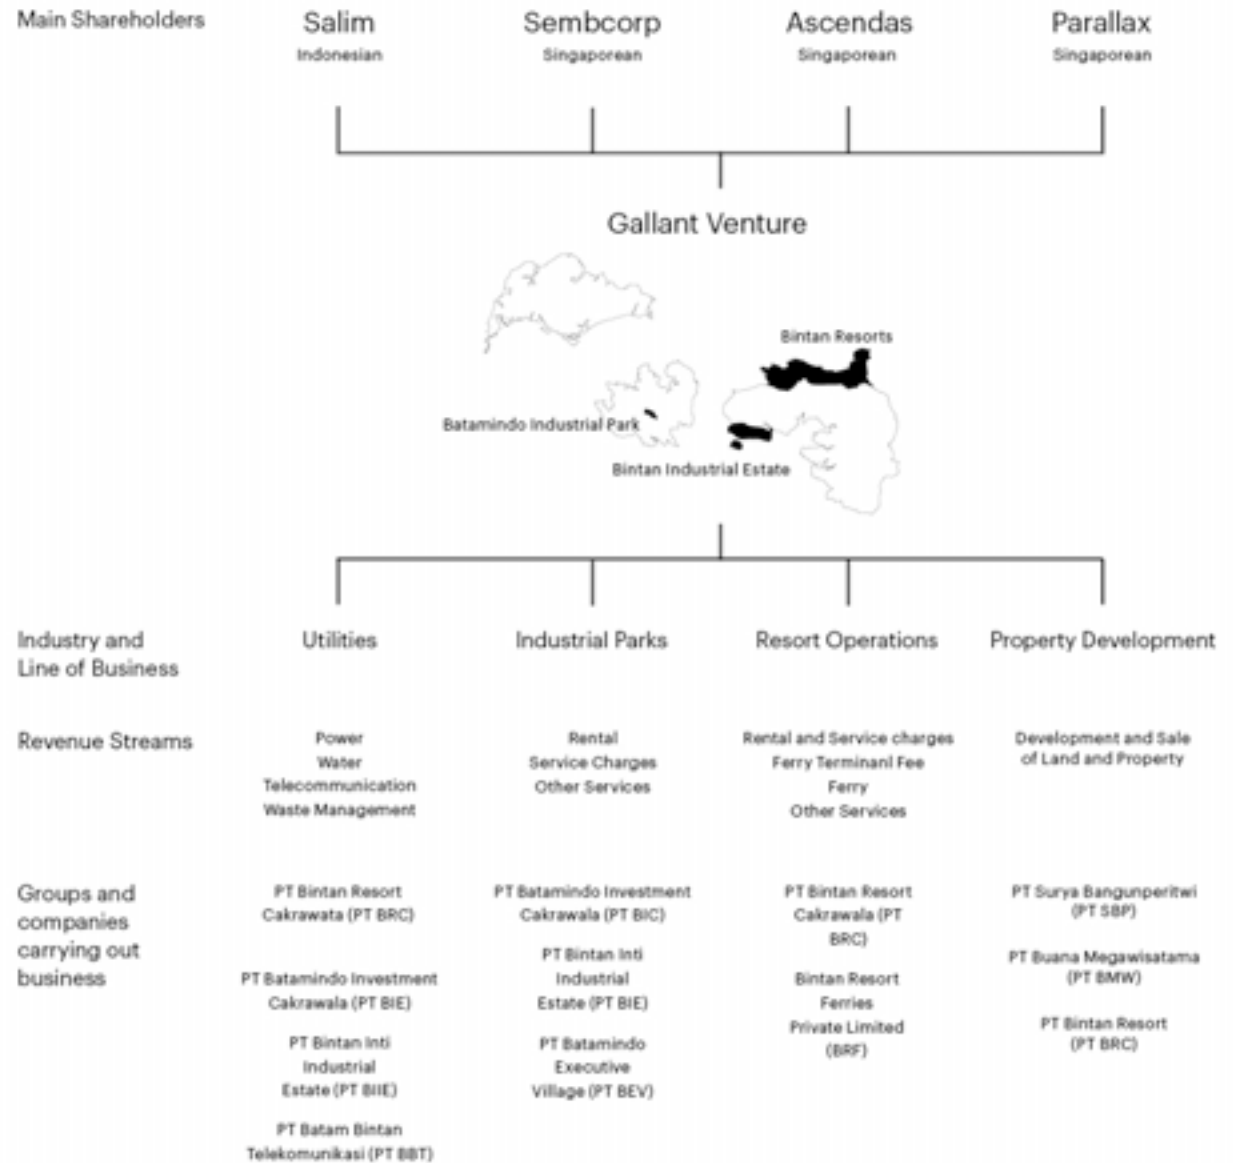 Main Shareholders
Salim
Indonesian
Sembcorp
Singaporean
Ascendas
Singaporean
Parallax
Singaporean
Gallant Venture
Bintan Resorts
Batamindo Industrial Park
Bintan Industrial Estate
Industry and
Line of Business
Utilities
Industrial Parks
Resort Operations
Property Development
Revenue Streams
Power
Water
Telecommunication
Waste Management
Rental
Service Charges
Other Services
Rental and Service charges
Ferry Terminanl Fee
Ferry
Other Services
Development and Sale
of Land and Property
Groups and
companies
carrying out
business
PT Bintan Resort
Cakrawata (PT BRC)
PT Batamindo Investment
Cakrawala (PT BIE)
PT Bintan Inti
Industrial
Estate (PT BIIE)
PT Batam Bintan
Telekomunikasi (PT BBT)
PT Batamindo Investment
Cakrawala (PT BIC)
PT Bintan Inti
Industrial
Estate (PT BIE)
PT Batamindo
Executive
Village (PT BEV)
PT Bintan Resort
Cakrawala (PT
BRC)
Bintan Resort
Ferries
Private Limited
(BRF)
PT Surya Bangunperitwi
(PT SBP)
PT Buana Megawisatama
(PT BMW)
PT Bintan Resort
(PT BRC)